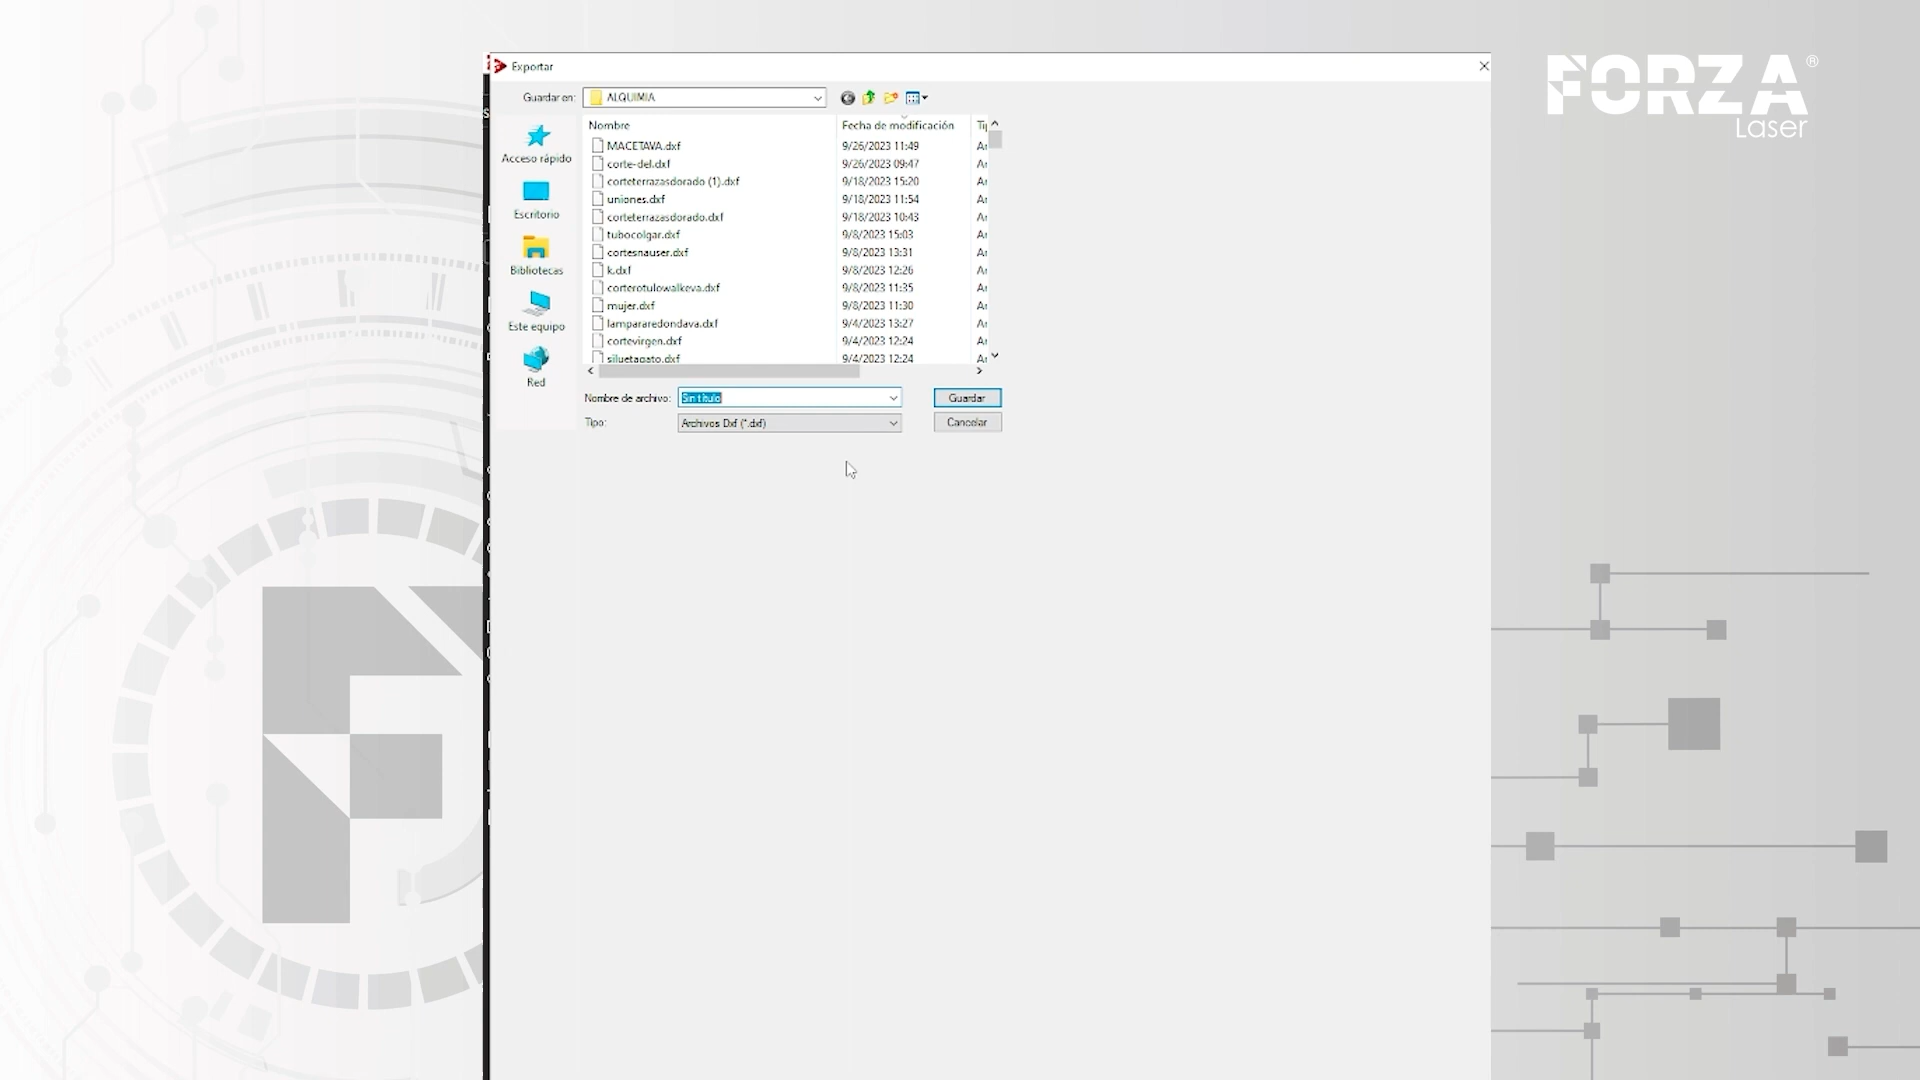 FORZA®
Laser
Exportar
Guardar en: ALQUIMIA
Nombre Fecha de modificación
MACETAVA.dxf 9/26/2023 11:49
corte-del.dxf 9/26/2023 09:47
corteterrazasdorado (1).dxf 9/18/2023 15:20
uniones.dxf 9/18/2023 11:54
corteterrazasdorado.dxf 9/18/2023 10:43
tubocolgar.dxf 9/8/2023 15:03
cortesnauser.dxf 9/8/2023 13:31
k.dxf 9/8/2023 12:26
corterotulowalkeva.dxf 9/8/2023 11:35
mujer.dxf 9/8/2023 11:30
lampararedondava.dxf 9/4/2023 13:27
cortevirgen.dxf 9/4/2023 12:24
siluetagato.dxf 9/4/2023 12:24
Acceso rápido
Escritorio
Bibliotecas
Este equipo
Red
Nombre de archivo: Sin título Guardar
Tipo: Archivos Dxf (*.dxf) Cancelar